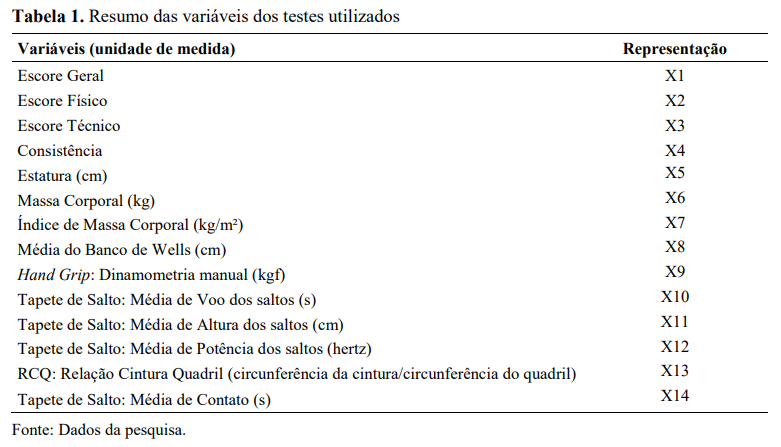 Tabela 1. Resumo das variáveis dos testes utilizados
Variáveis (unidade de medida) Representação
Escore Geral X1
Escore Físico X2
Escore Técnico X3
Consistência X4
Estatura (cm) X5
Massa Corporal (kg) X6
Índice de Massa Corporal (kg/m²) X7
Média do Banco de Wells (cm) X8
Hand Grip: Dinamometria manual (kgf) X9
Tapete de Salto: Média de Voo dos saltos (s) X10
Tapete de Salto: Média de Altura dos saltos (cm) X11
Tapete de Salto: Média de Potência dos saltos (hertz) X12
RCQ: Relação Cintura Quadril (circunferência da cintura/circunferência do quadril) X13
Tapete de Salto: Média de Contato (s) X14
Fonte: Dados da pesquisa.